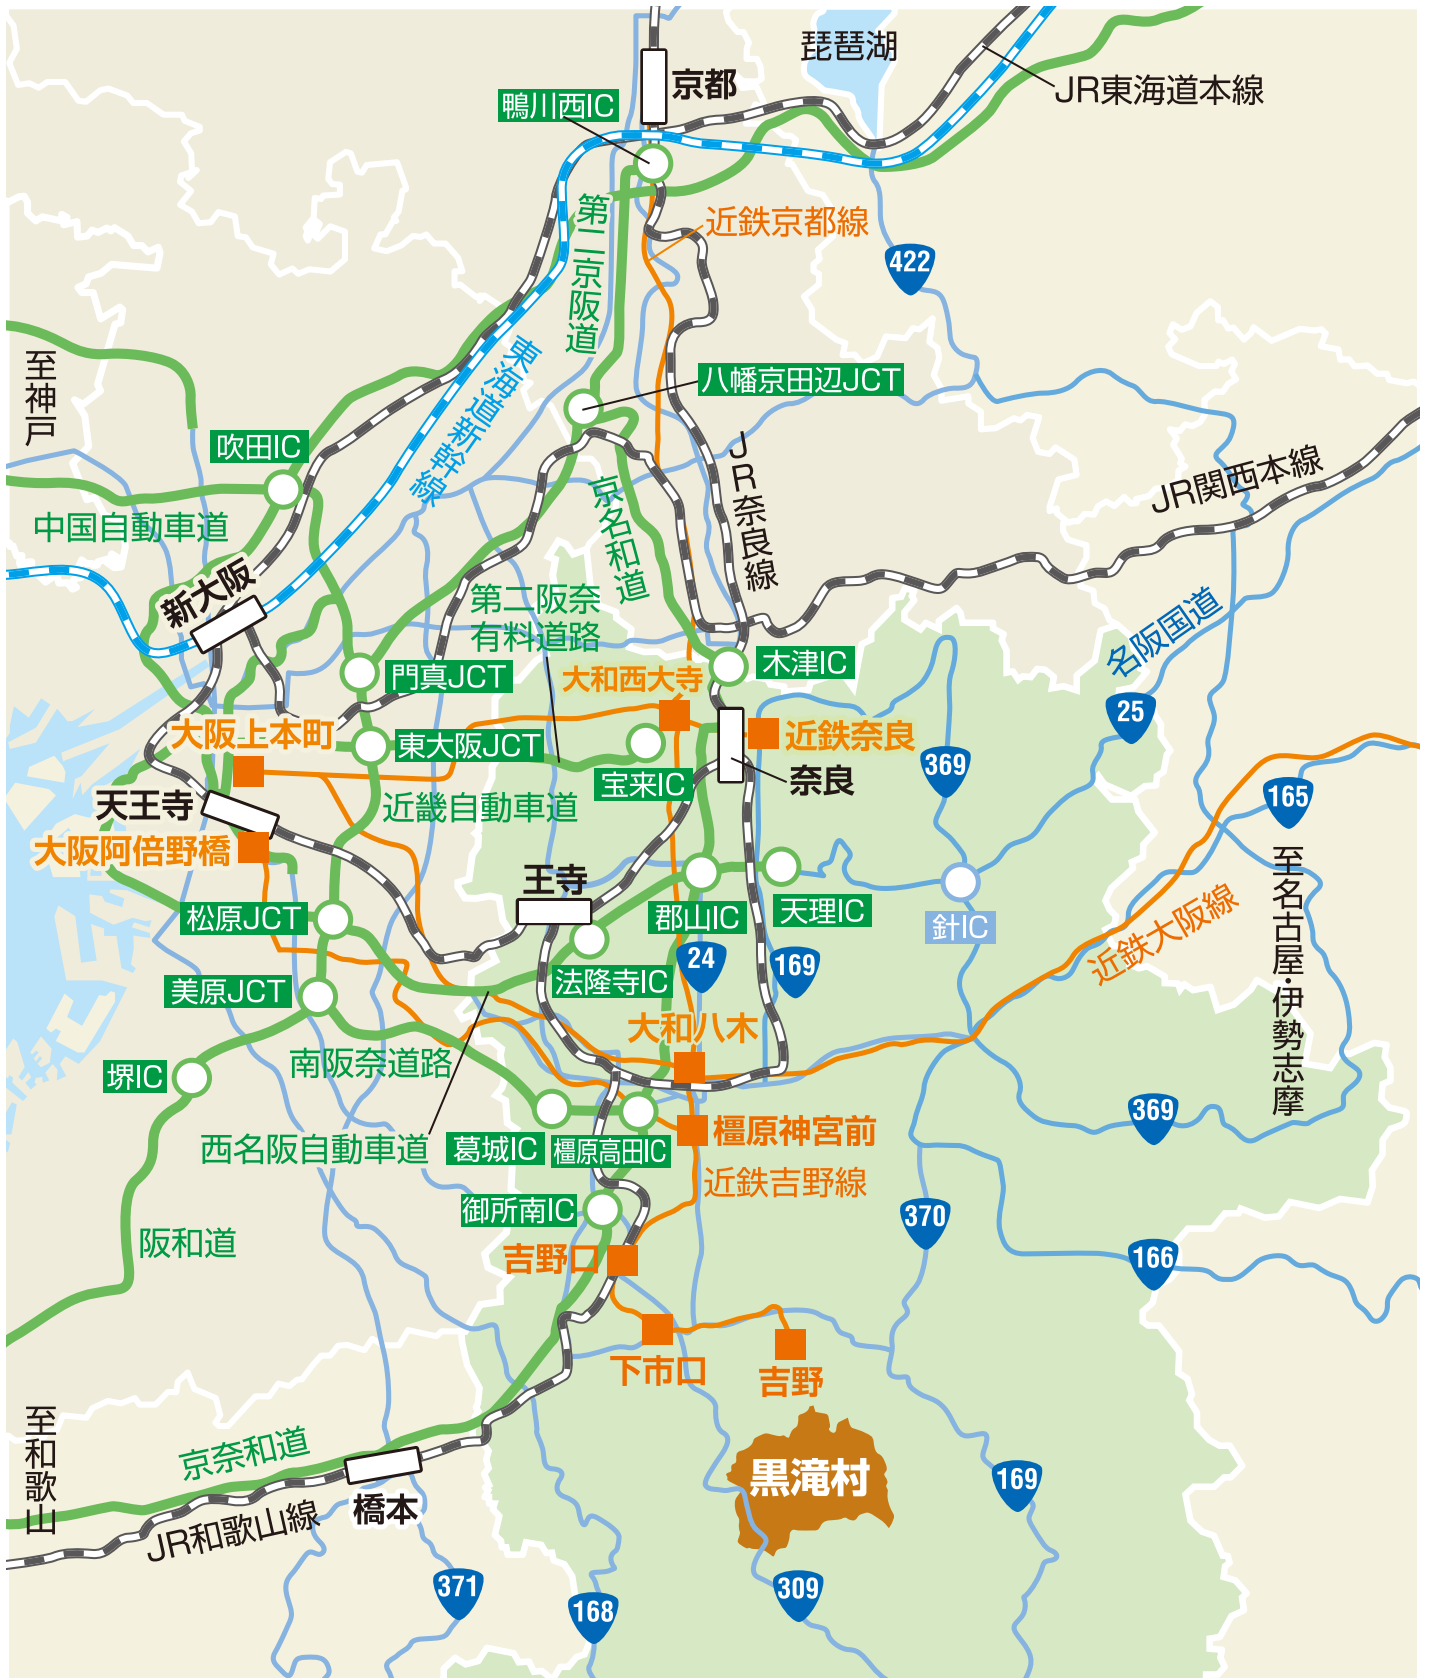 琵琶湖
京都
JR東海道本線
鴨川西IC
第二京阪道
近鉄京都線
422
至神戸
東海道新幹線
八幡京田辺JCT
吹田IC
JR奈良線
JR関西本線
中国自動車道
京名和道
新大阪
第二阪奈
有料道路
名阪国道
門真JCT
大和西大寺
木津IC
25
大阪上本町
東大阪JCT
近鉄奈良
宝来IC
奈良
369
165
天王寺
近畿自動車道
大阪阿倍野橋
王寺
至名古屋・伊勢志摩
松原JCT
郡山IC
天理IC
針IC
近鉄大阪線
24
169
美原JCT
法隆寺IC
大和八木
堺IC
南阪奈道路
西名阪自動車道
葛城IC
橿原高田IC
橿原神宮前
369
近鉄吉野線
御所南IC
370
阪和道
吉野口
166
下市口
吉野
至和歌山
京奈和道
黒滝村
169
橋本
JR和歌山線
371
168
309